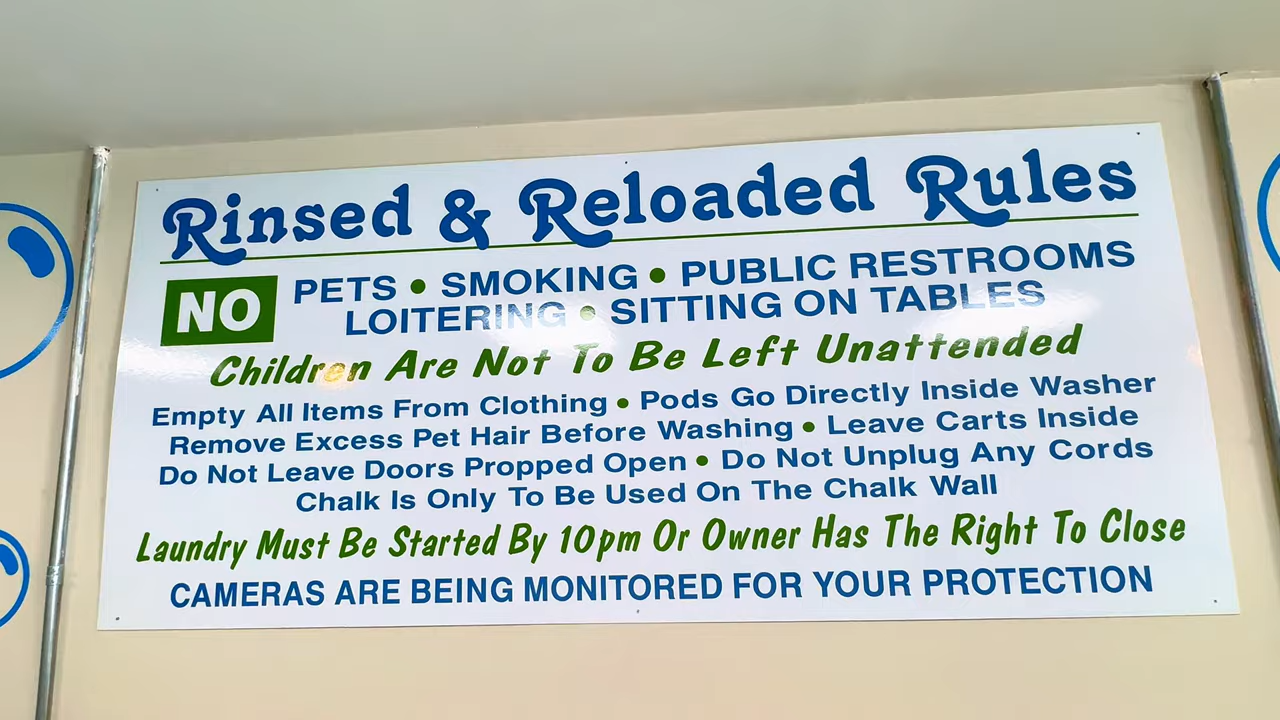 Rinsed & Reloaded Rules
NO PETS • SMOKING • PUBLIC RESTROOMS
LOITERING • SITTING ON TABLES
Children Are Not To Be Left Unattended
Empty All Items From Clothing • Pods Go Directly Inside Washer
Remove Excess Pet Hair Before Washing • Leave Carts Inside
Do Not Leave Doors Propped Open • Do Not Unplug Any Cords
Chalk Is Only To Be Used On The Chalk Wall
Laundry Must Be Started By 10pm Or Owner Has The Right To Close
CAMERAS ARE BEING MONITORED FOR YOUR PROTECTION